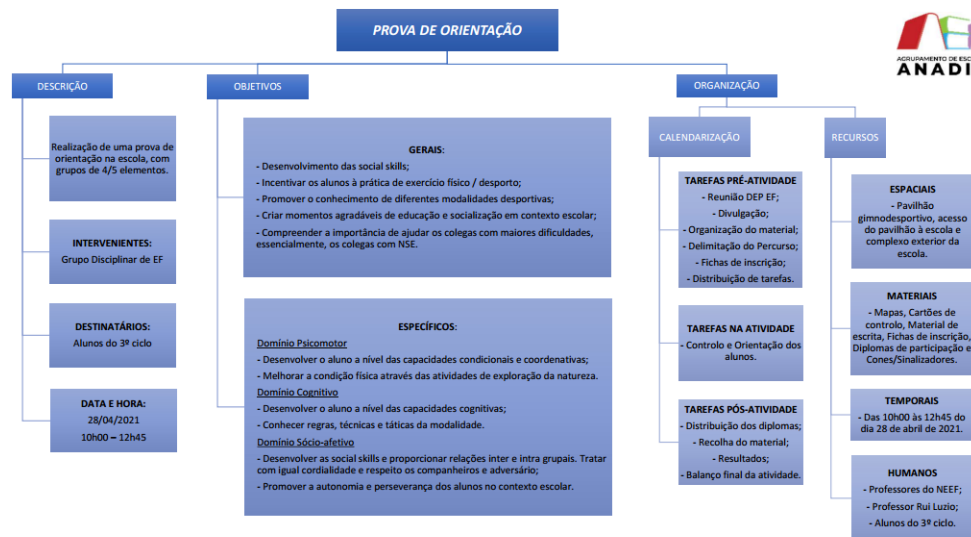 PROVA DE ORIENTAÇÃO
AGRUPAMENTO DE ESC
ANADI
DESCRIÇÃO
Realização de uma prova de
orientação na escola, com
grupos de 4/5 elementos.
INTERVENIENTES:
Grupo Disciplinar de EF
DESTINATÁRIOS:
Alunos do 3º ciclo
DATA E HORA:
28/04/2021
10h00 – 12h45
OBJETIVOS
GERAIS:
- Desenvolvimento das social skills;
- Incentivar os alunos à prática de exercício físico / desporto;
- Promover o conhecimento de diferentes modalidades desportivas;
- Criar momentos agradáveis de educação e socialização em contexto escolar;
- Compreender a importância de ajudar os colegas com maiores dificuldades,
essencialmente, os colegas com NSE.
ESPECÍFICOS:
Domínio Psicomotor
- Desenvolver o aluno a nível das capacidades condicionais e coordenativas;
- Melhorar a condição física através das atividades de exploração da natureza.
Domínio Cognitivo
- Desenvolver o aluno a nível das capacidades cognitivas;
- Conhecer regras, técnicas e táticas da modalidade.
Domínio Sócio-afetivo
- Desenvolver as social skills e proporcionar relações inter e intra grupais. Tratar
com igual cordialidade e respeito os companheiros e adversário;
- Promover a autonomia e perseverança dos alunos no contexto escolar.
ORGANIZAÇÃO
CALENDARIZAÇÃO
TAREFAS PRÉ-ATIVIDADE
- Reunião DEP EF;
- Divulgação;
- Organização do material;
- Delimitação do Percurso;
- Fichas de inscrição;
- Distribuição de tarefas.
TAREFAS NA ATIVIDADE
- Controlo e Orientação dos
alunos.
TAREFAS PÓS-ATIVIDADE
- Distribuição dos diplomas;
- Recolha do material;
- Resultados;
- Balanço final da atividade.
RECURSOS
ESPACIAIS
- Pavilhão
gimnodesportivo, acesso
do pavilhão à escola e
complexo exterior da
escola.
MATERIAIS
- Mapas, Cartões de
controlo, Material de
escrita, Fichas de inscrição,
Diplomas de participação e
Cones/Sinalizadores.
TEMPORAIS
- Das 10h00 às 12h45 do
dia 28 de abril de 2021.
HUMANOS
- Professores do NEEF;
- Professor Rui Luzio;
- Alunos do 3º ciclo.